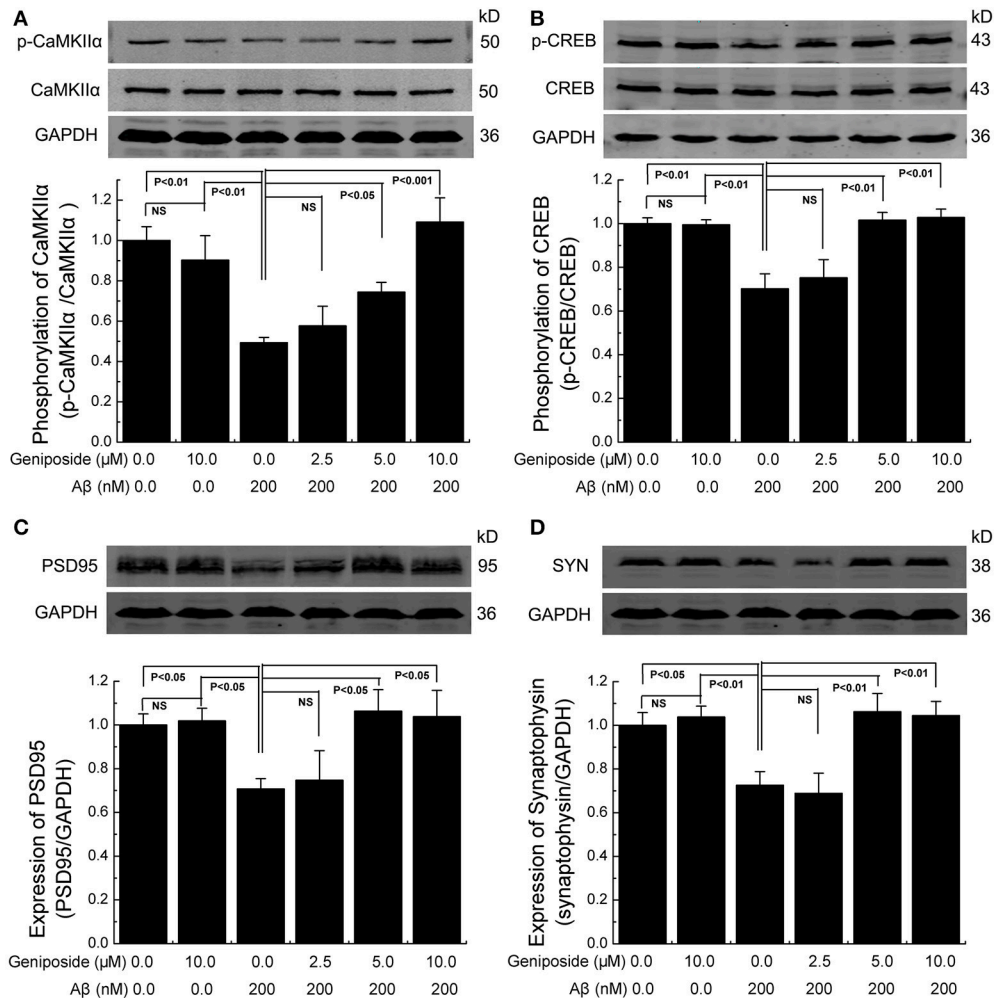 A
kD
p-CaMKIIα 50
CaMKIIα 50
GAPDH 36
P<0.01 P<0.01 P<0.001
P<0.05
NS NS
Phosphorylation of CaMKIIα
(p-CaMKIIα /CaMKIIα )
1.2
1.0
0.8
0.6
0.4
0.2
0.0
Geniposide (μM) 0.0 10.0 0.0 2.5 5.0 10.0
Aβ (nM) 0.0 0.0 200 200 200 200
B
kD
p-CREB 43
CREB 43
GAPDH 36
P<0.01 P<0.01 P<0.01 P<0.01
NS NS
Phosphorylation of CREB
(p-CREB/CREB)
1.2
1.0
0.8
0.6
0.4
0.2
0.0
Geniposide (μM) 0.0 10.0 0.0 2.5 5.0 10.0
Aβ (nM) 0.0 0.0 200 200 200 200
C
kD
PSD95 95
GAPDH 36
P<0.05 P<0.05 P<0.05 P<0.05
NS NS
Expression of PSD95
(PSD95/GAPDH)
1.2
1.0
0.8
0.6
0.4
0.2
0.0
Geniposide (μM) 0.0 10.0 0.0 2.5 5.0 10.0
Aβ (nM) 0.0 0.0 200 200 200 200
D
kD
SYN 38
GAPDH 36
P<0.05 P<0.01 P<0.01 P<0.01
NS NS
Expression of Synaptophysin
(synaptophysin/GAPDH)
1.2
1.0
0.8
0.6
0.4
0.2
0.0
Geniposide (μM) 0.0 10.0 0.0 2.5 5.0 10.0
Aβ (nM) 0.0 0.0 200 200 200 200